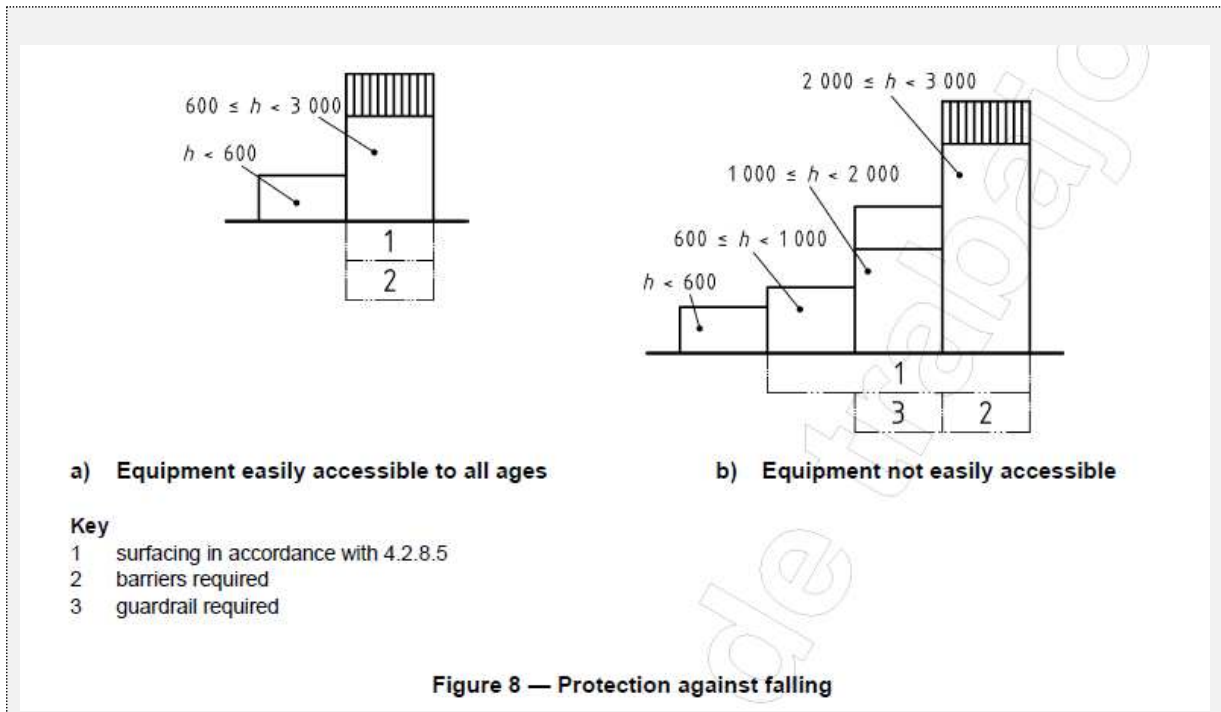 600 ≤ h < 3 000
h < 600
1
2
2 000 ≤ h < 3 000
1 000 ≤ h < 2 000
600 ≤ h < 1 000
h < 600
1
3 2
a) Equipment easily accessible to all ages
b) Equipment not easily accessible
Key
1 surfacing in accordance with 4.2.8.5
2 barriers required
3 guardrail required
Figure 8 — Protection against falling
de trabajo